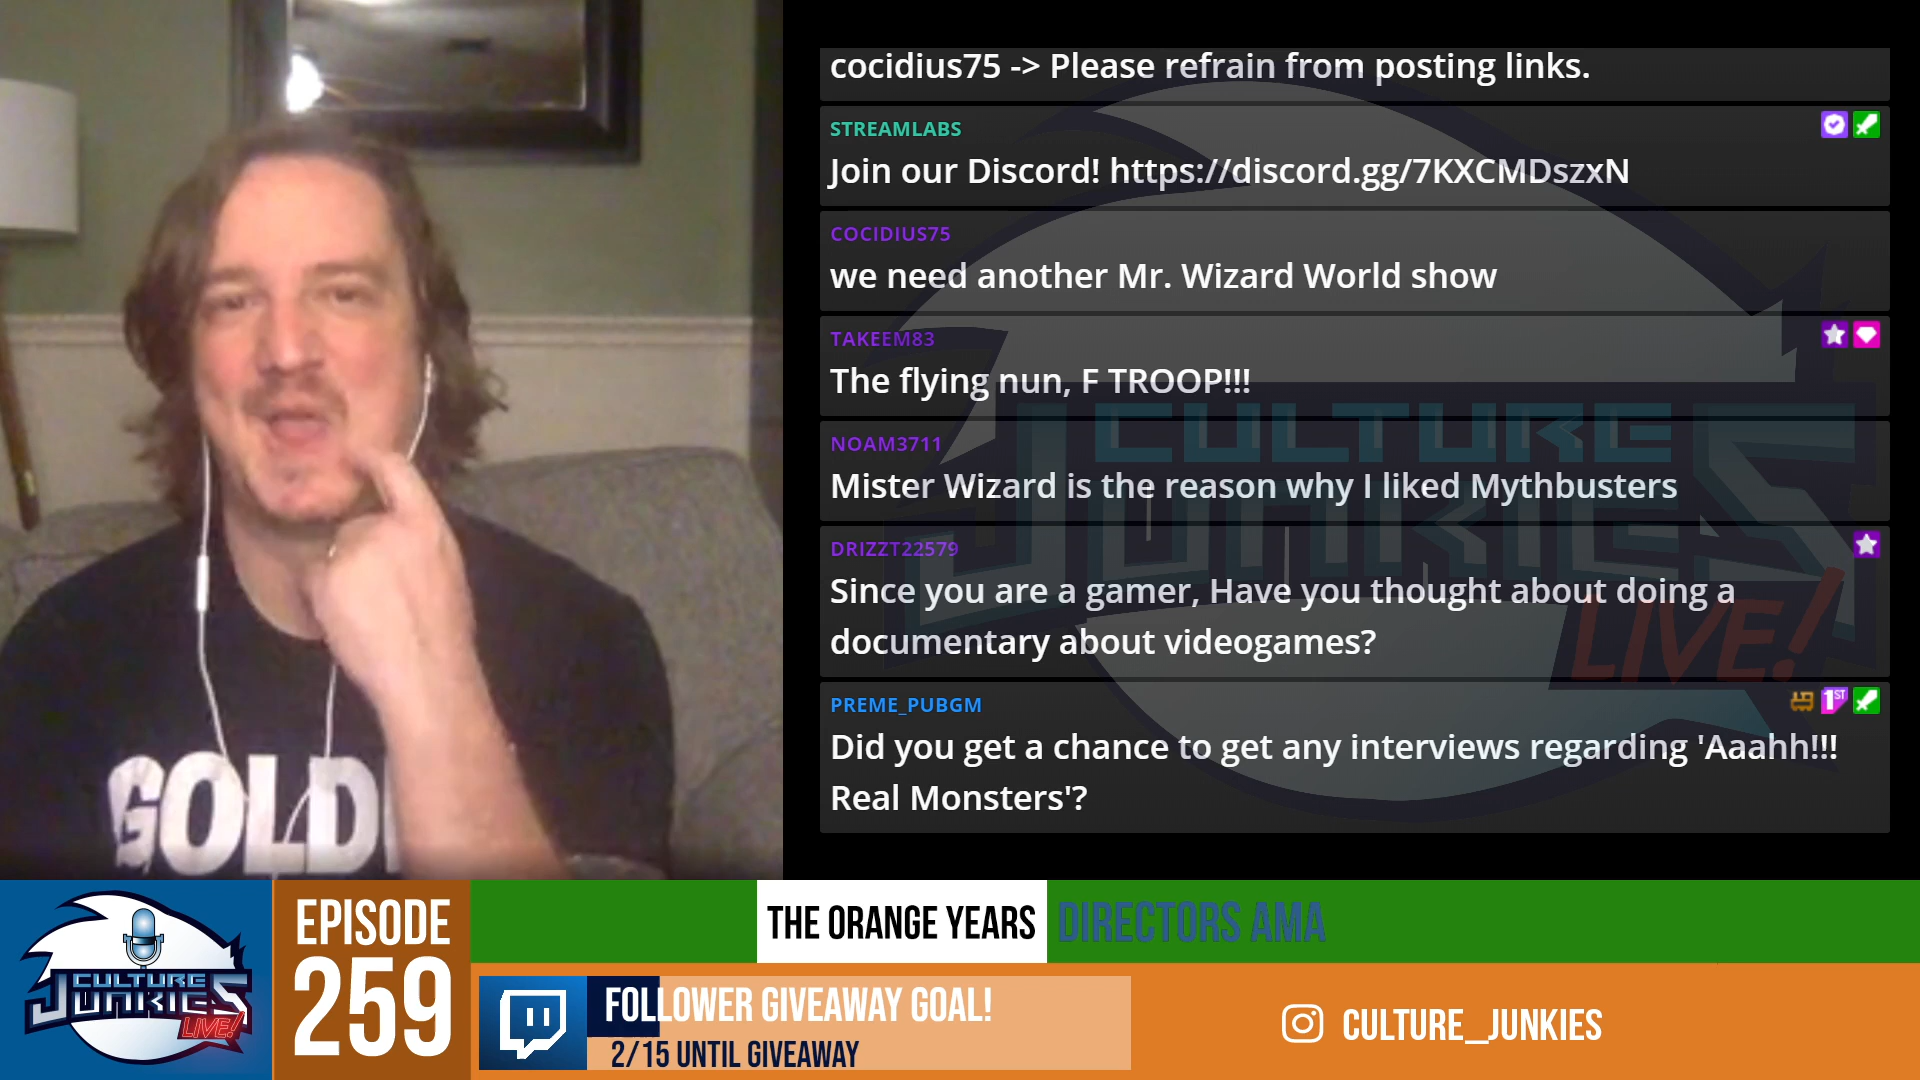 cocidius75 -> Please refrain from posting links.
STREAMLABS
Join our Discord! https://discord.gg/7KXCMDszxN
COCIDIUS75
we need another Mr. Wizard World show
TAKEEM83
The flying nun, F TROOP!!!
NOAM3711
Mister Wizard is the reason why I liked Mythbusters
DRIZZT22579
Since you are a gamer, Have you thought about doing a
documentary about videogames?
PREME_PUBGM
1ST
Did you get a chance to get any interviews regarding 'Aaahh!!!
Real Monsters'?
CULTURE
JUNKIES
LIVE!
GOLD
CULTURE
JUNKIES
LIVE!
EPISODE
259
THE ORANGE YEARS DIRECTORS AMA
FOLLOWER GIVEAWAY GOAL!
2/15 UNTIL GIVEAWAY
CULTURE_JUNKIES